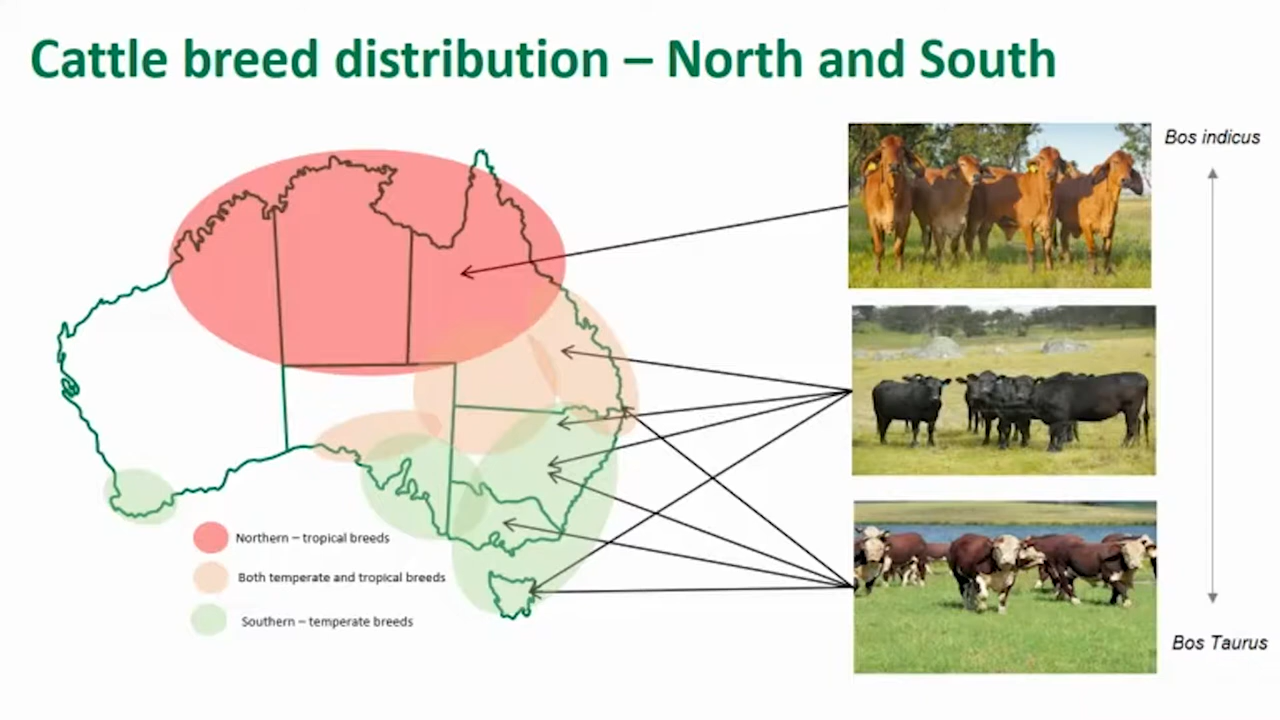 Cattle breed distribution – North and South
Bos indicus
Northern – tropical breeds
Both temperate and tropical breeds
Southern – temperate breeds
Bos Taurus